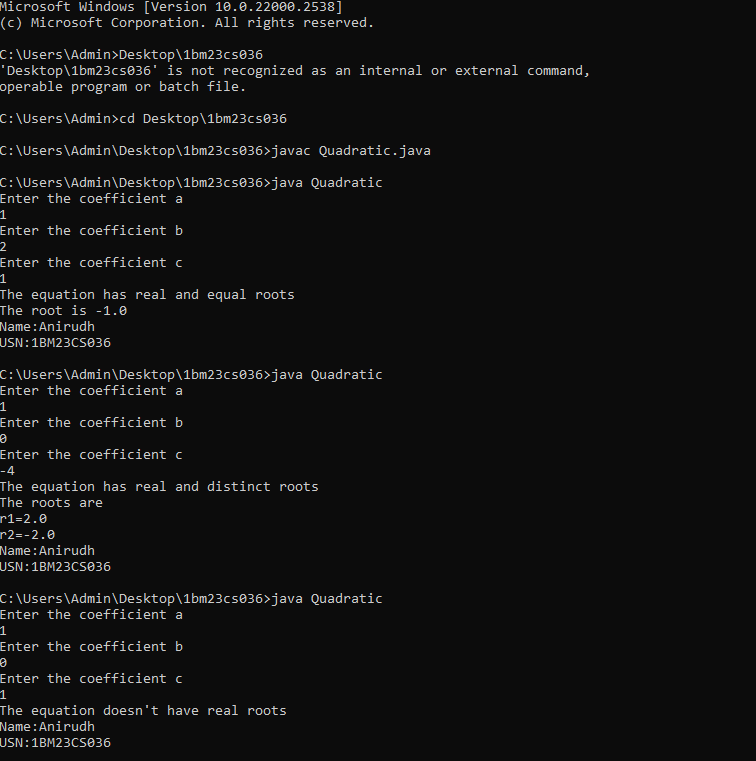 Microsoft Windows [Version 10.0.22000.2538]
(c) Microsoft Corporation. All rights reserved.
C:\Users\Admin>Desktop\1bm23cs036
'Desktop\1bm23cs036' is not recognized as an internal or external command,
operable program or batch file.
C:\Users\Admin>cd Desktop\1bm23cs036
C:\Users\Admin\Desktop\1bm23cs036>javac Quadratic.java
C:\Users\Admin\Desktop\1bm23cs036>java Quadratic
Enter the coefficient a
1
Enter the coefficient b
2
Enter the coefficient c
1
The equation has real and equal roots
The root is -1.0
Name:Anirudh
USN:1BM23CS036
C:\Users\Admin\Desktop\1bm23cs036>java Quadratic
Enter the coefficient a
1
Enter the coefficient b
0
Enter the coefficient c
-4
The equation has real and distinct roots
The roots are
r1=2.0
r2=-2.0
Name:Anirudh
USN:1BM23CS036
C:\Users\Admin\Desktop\1bm23cs036>java Quadratic
Enter the coefficient a
1
Enter the coefficient b
0
Enter the coefficient c
1
The equation doesn't have real roots
Name:Anirudh
USN:1BM23CS036